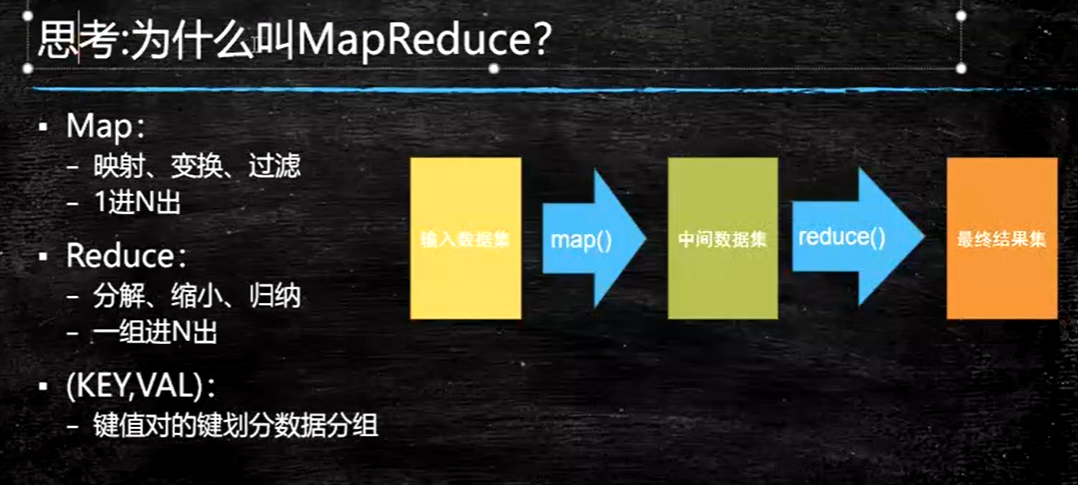 思考:为什么叫MapReduce?
▪ Map：
– 映射、变换、过滤
– 1进N出
▪ Reduce：
– 分解、缩小、归纳
– 一组进N出
▪ (KEY,VAL)：
– 键值对的键划分数据分组
输入数据集
map()
中间数据集
reduce()
最终结果集